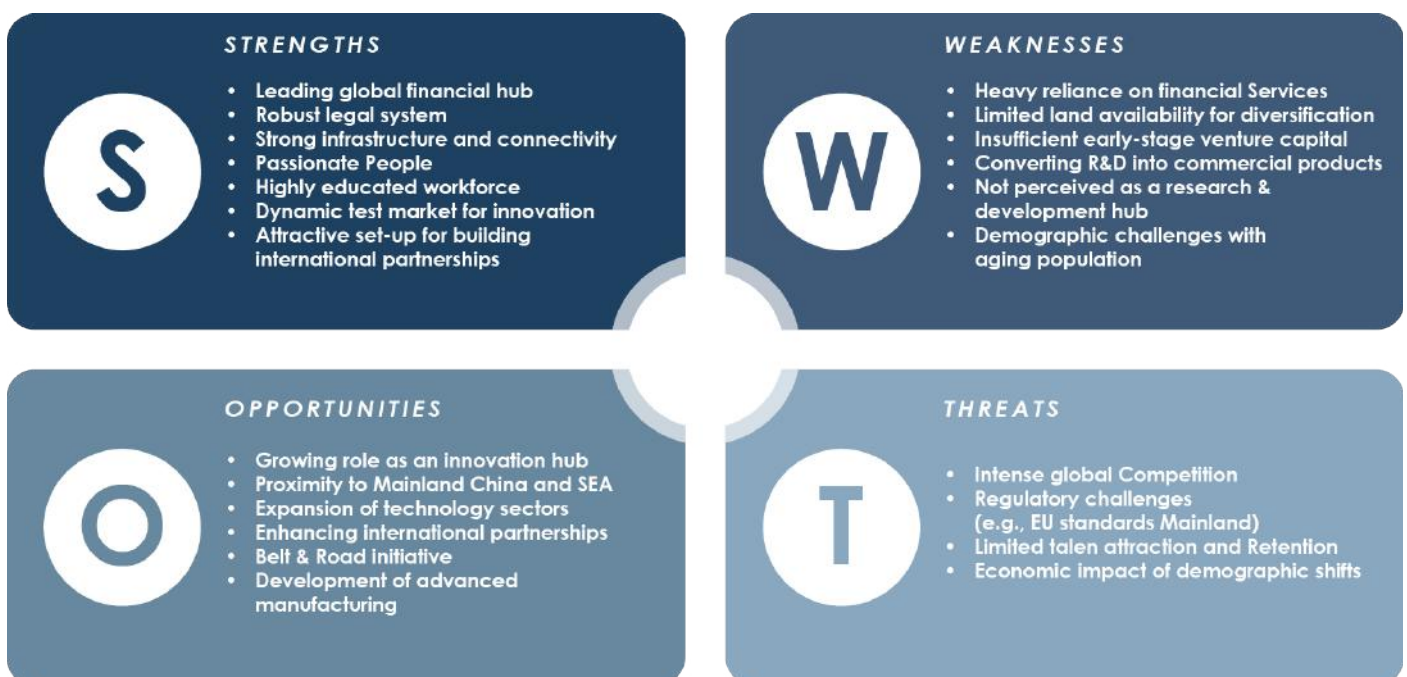 STRENGTHS
S
• Leading global financial hub
• Robust legal system
• Strong infrastructure and connectivity
• Passionate People
• Highly educated workforce
• Dynamic test market for innovation
• Attractive set-up for building
international partnerships
WEAKNESSES
W
• Heavy reliance on financial Services
• Limited land availability for diversification
• Insufficient early-stage venture capital
• Converting R&D into commercial products
• Not perceived as a research &
development hub
• Demographic challenges with
aging population
OPPORTUNITIES
O
• Growing role as an innovation hub
• Proximity to Mainland China and SEA
• Expansion of technology sectors
• Enhancing international partnerships
• Belt & Road initiative
• Development of advanced
manufacturing
THREATS
T
• Intense global Competition
• Regulatory challenges
(e.g., EU standards Mainland)
• Limited talen attraction and Retention
• Economic impact of demographic shifts